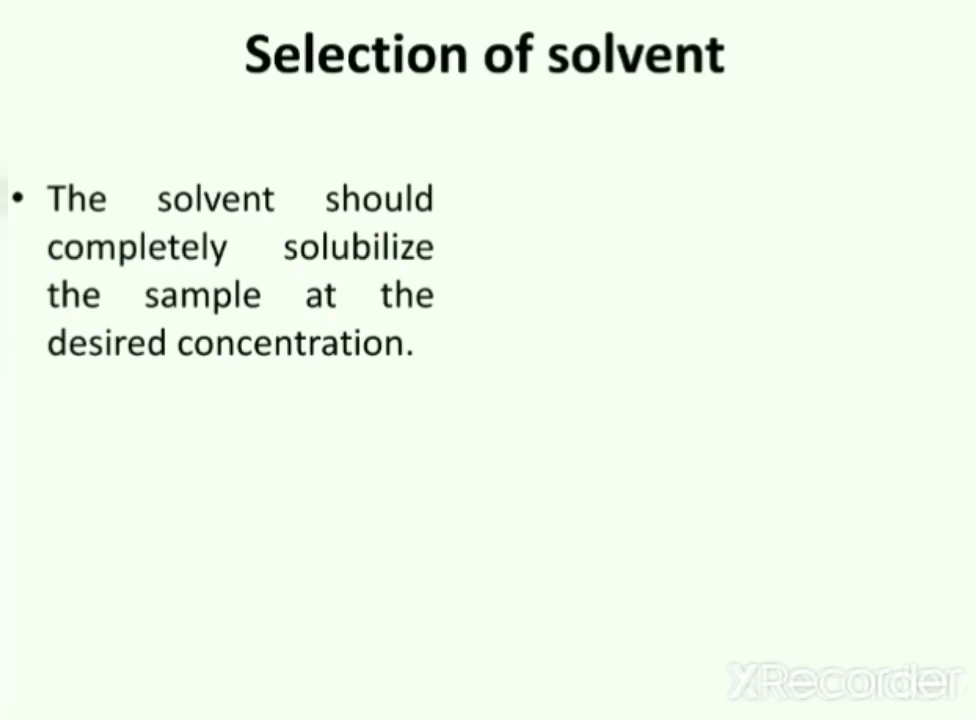 Selection of solvent
• The solvent should
completely solubilize
the sample at the
desired concentration.
XRecorder